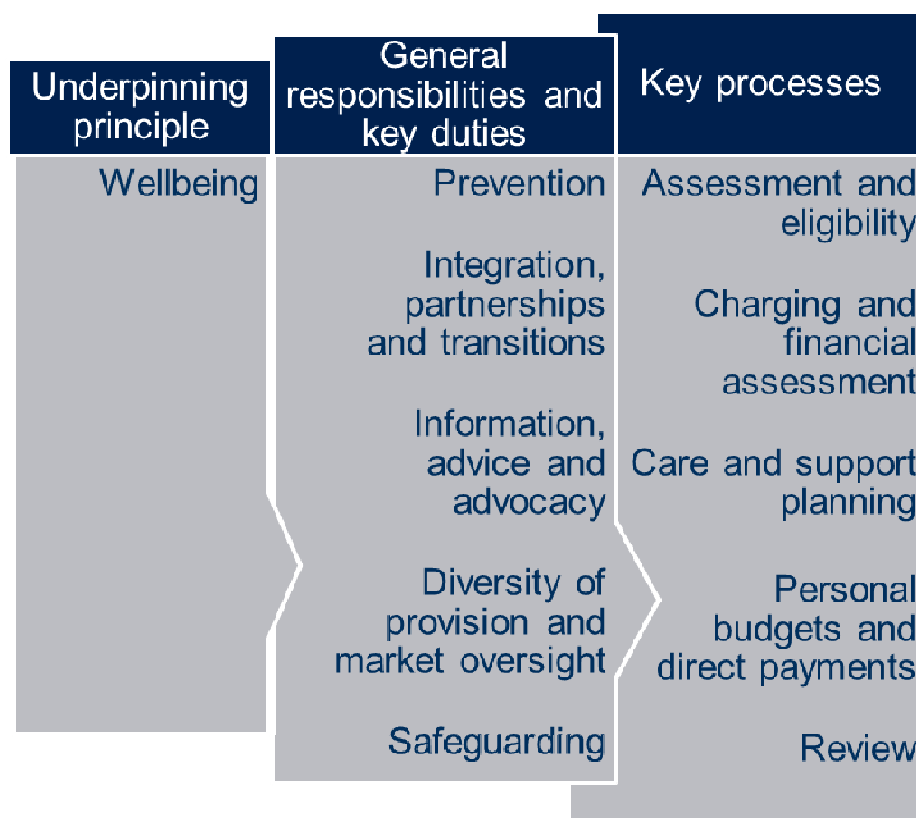 Underpinning
principle
Wellbeing
General
responsibilities and
key duties
Prevention
Integration,
partnerships
and transitions
Information,
advice and
advocacy
Diversity of
provision and
market oversight
Safeguarding
Key processes
Assessment and
eligibility
Charging and
financial
assessment
Care and support
planning
Personal
budgets and
direct payments
Review